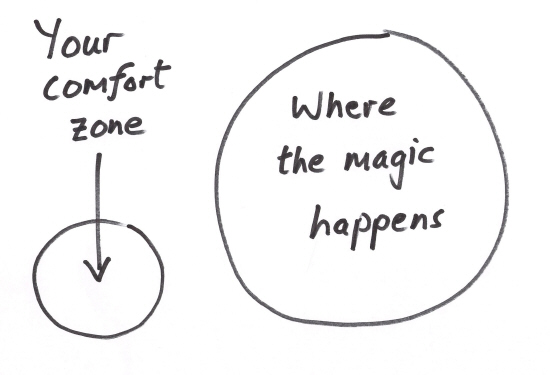 Your
comfort
zone
Where
the magic
happens